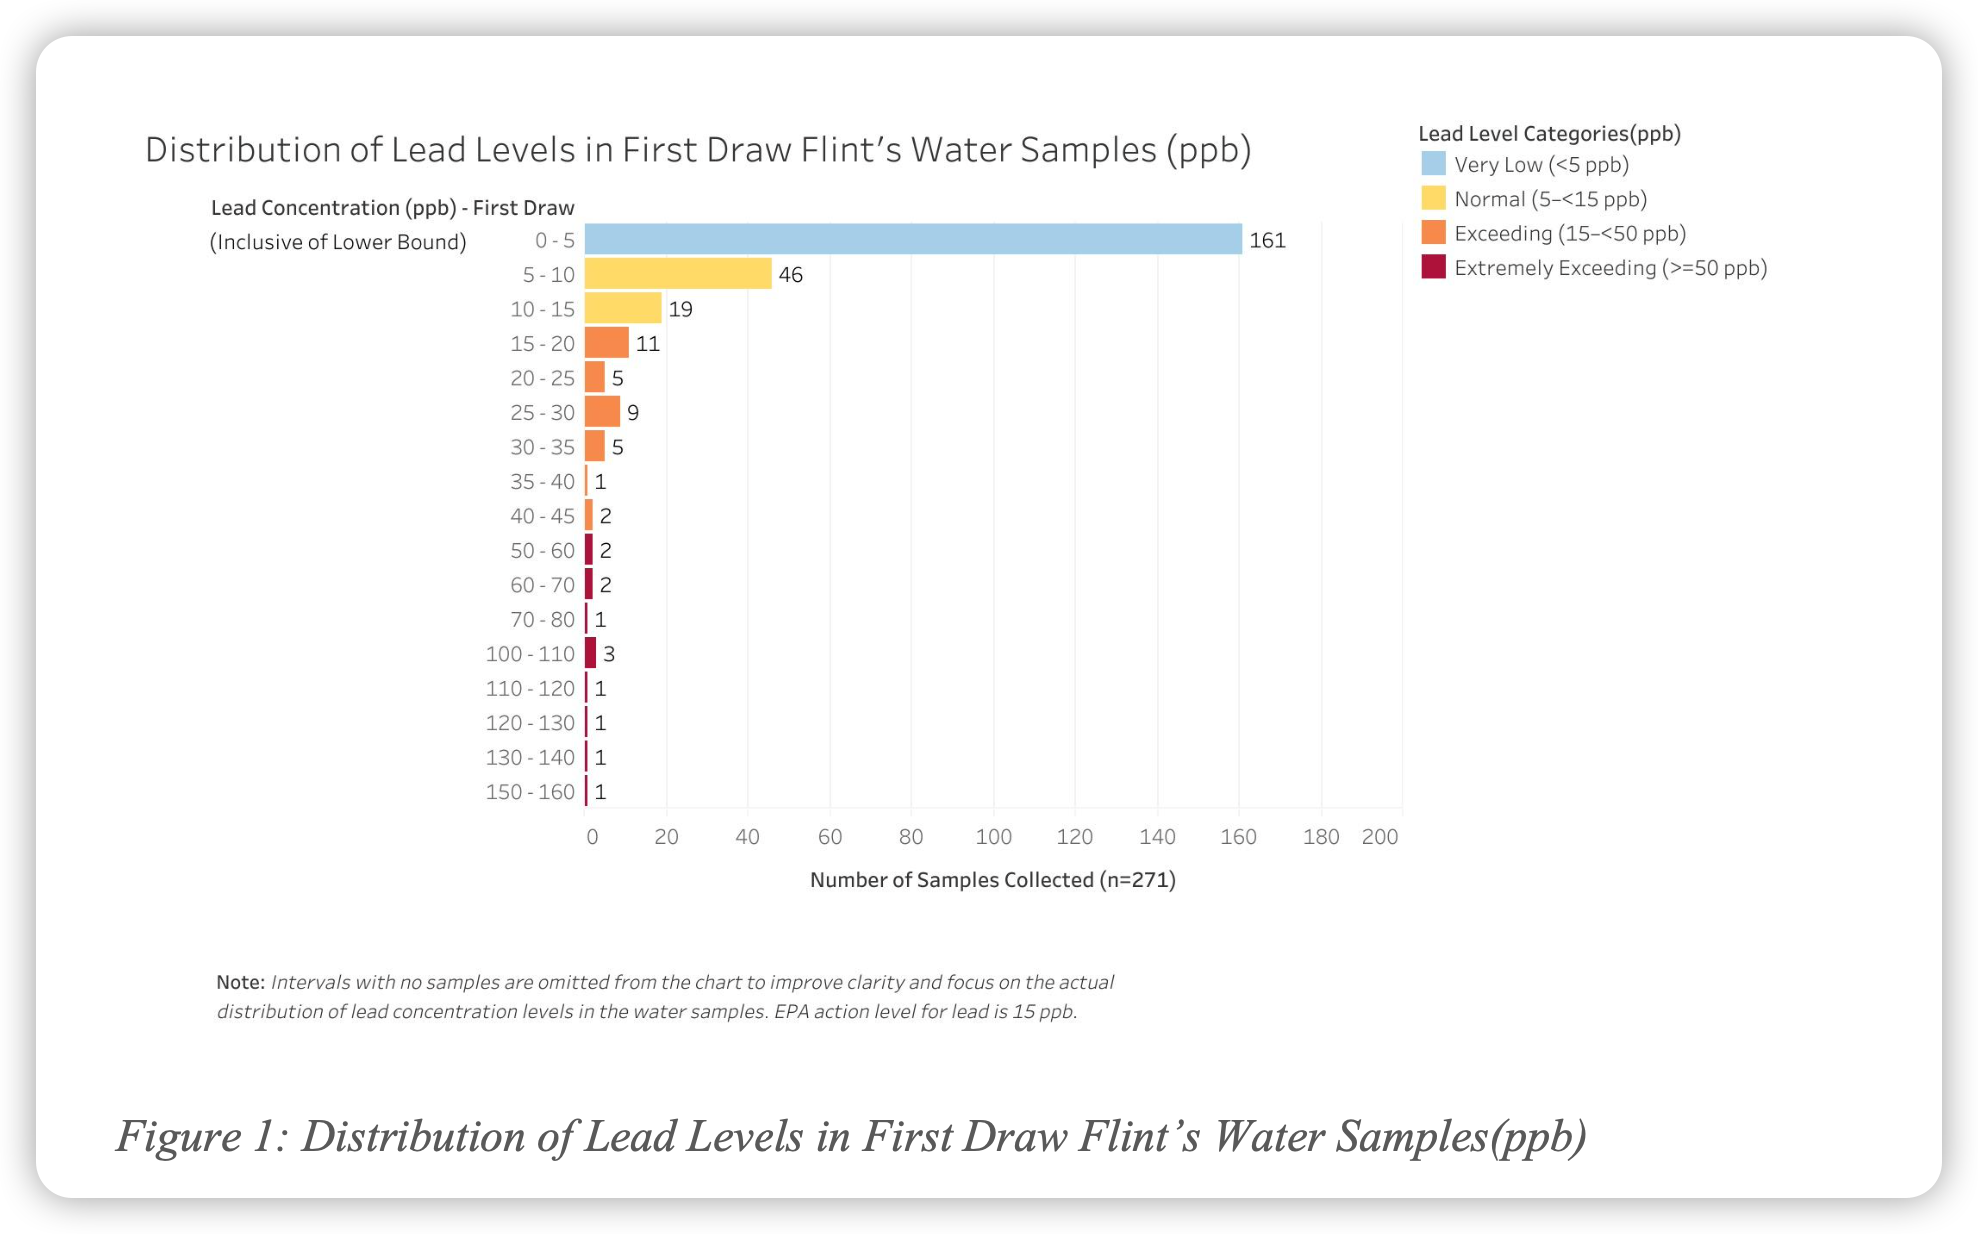 Distribution of Lead Levels in First Draw Flint’s Water Samples (ppb)
Lead Concentration (ppb) - First Draw
(Inclusive of Lower Bound)
0 - 5 161
5 - 10 46
10 - 15 19
15 - 20 11
20 - 25 5
25 - 30 9
30 - 35 5
35 - 40 1
40 - 45 2
50 - 60 2
60 - 70 2
70 - 80 1
100 - 110 3
110 - 120 1
120 - 130 1
130 - 140 1
150 - 160 1
0 20 40 60 80 100 120 140 160 180 200
Number of Samples Collected (n=271)
Lead Level Categories(ppb)
Very Low (<5 ppb)
Normal (5–<15 ppb)
Exceeding (15–<50 ppb)
Extremely Exceeding (>=50 ppb)
Note: Intervals with no samples are omitted from the chart to improve clarity and focus on the actual
distribution of lead concentration levels in the water samples. EPA action level for lead is 15 ppb.
Figure 1: Distribution of Lead Levels in First Draw Flint’s Water Samples(ppb)